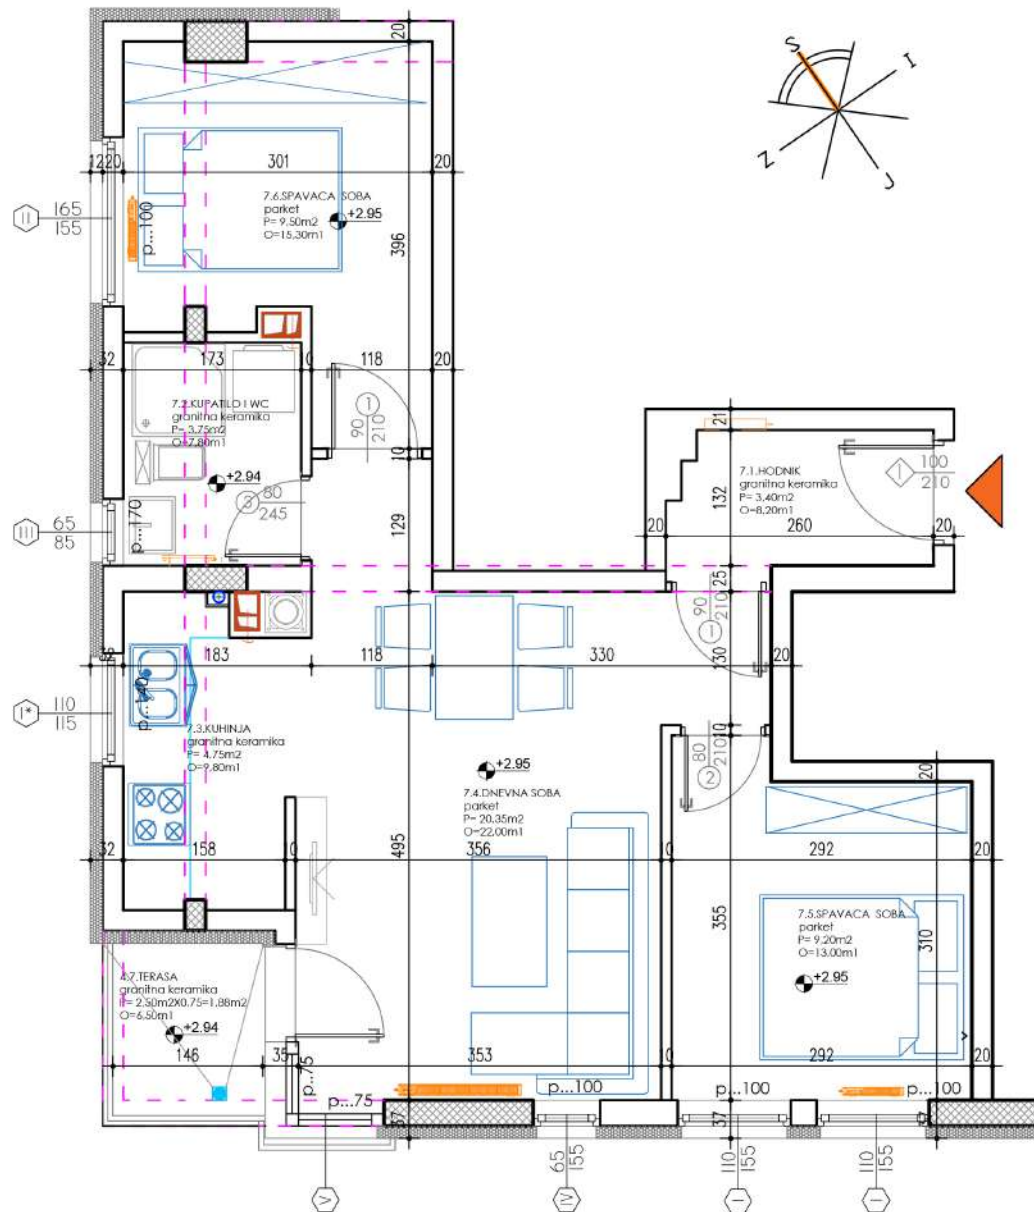 20
S
I
Z
J
12 20
301
20
7.6.SPAVACA SOBA
parket
P= 9,50m2
O=15,30m1
+2.95
165
155
II
p...100
396
32
173
10
118
20
7.2.KUPATILO I WC
granitna keramika
P= 3.75m2
O=7.80m1
+2.94
1
90
210
10
3
80
245
III
65
85
p...170
129
21
7.1.HODNIK
granitna keramika
P= 3,40m2
O=8,20m1
I
100
210
132
20
260
20
25
90
210
1
32
183
118
330
130
20
I*
110
115
p...140
7.3.KUHINJA
granitna keramika
P= 4.75m2
O=9.80m1
10
80
210
2
+2.95
7.4.DNEVNA SOBA
parket
P= 20.35m2
O=22.00m1
20
32
158
10
495
356
10
292
20
355
7.5.SPAVACA SOBA
parket
P= 9.20m2
O=13.00m1
310
+2.95
4.7.TERASA
granitna keramika
P= 2.50m2X0.75=1.88m2
O=6.50m1
+2.94
146
35
353
10
292
20
p...75
p...75
p...100
p...100
p...100
37
37
V
65
155
IV
110
155
I
110
155
I